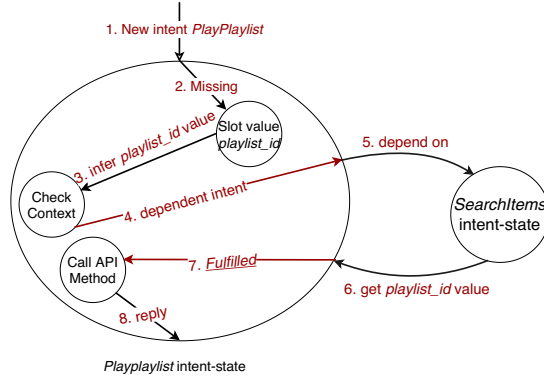 1. New intent PlayPlaylist
2. Missing
Slot value
playlist_id
3. infer playlist_id value
Check
Context
4. dependent intent
5. depend on
SearchItems
intent-state
6. get playlist_id value
7. Fulfilled
Call API
Method
8. reply
Playplaylist intent-state